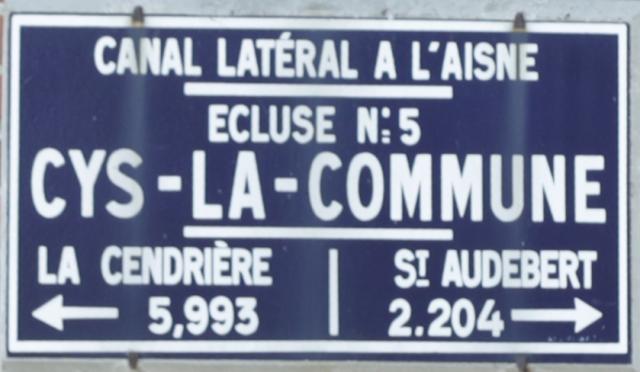 CANAL LATÉRAL A L'AISNE
ECLUSE N° 5
CYS-LA-COMMUNE
LA CENDRIÈRE
← 5,993
ST AUDEBERT
2.204 →